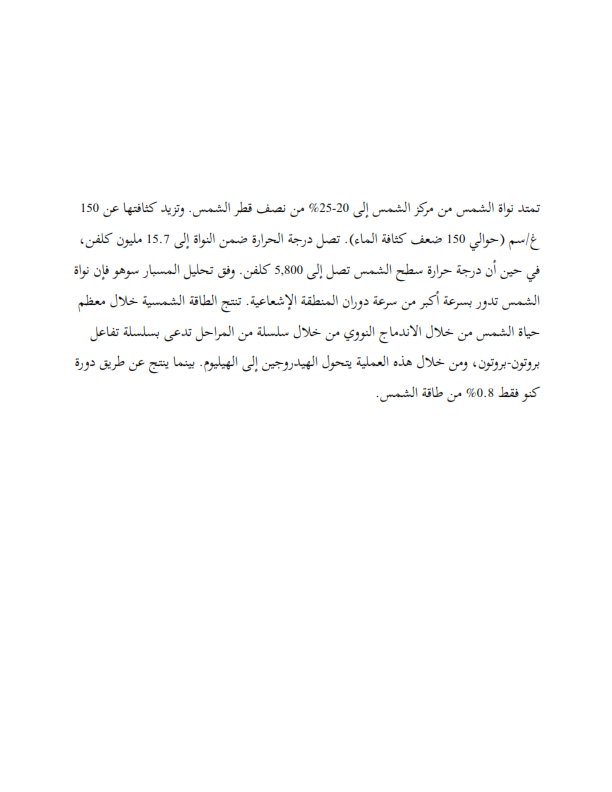 تمتد نواة الشمس من مركز الشمس إلى 20-25% من نصف قطر الشمس. وتزيد كثافتها عن 150
غ/سم (حوالي 150 ضعف كثافة الماء). تصل درجة الحرارة ضمن النواة إلى 15.7 مليون كلفن،
في حين أن درجة حرارة سطح الشمس تصل إلى 5,800 كلفن. وفق تحليل المسبار سوهو فإن نواة
الشمس تدور بسرعة أكبر من سرعة دوران المنطقة الإشعاعية. تنتج الطاقة الشمسية خلال معظم
حياة الشمس من خلال الاندماج النووي من خلال سلسلة من المراحل تدعى بسلسلة تفاعل
بروتون-بروتون، ومن خلال هذه العملية يتحول الهيدروجين إلى الهيليوم. بينما ينتج عن طريق دورة
كنو فقط 0.8% من طاقة الشمس.